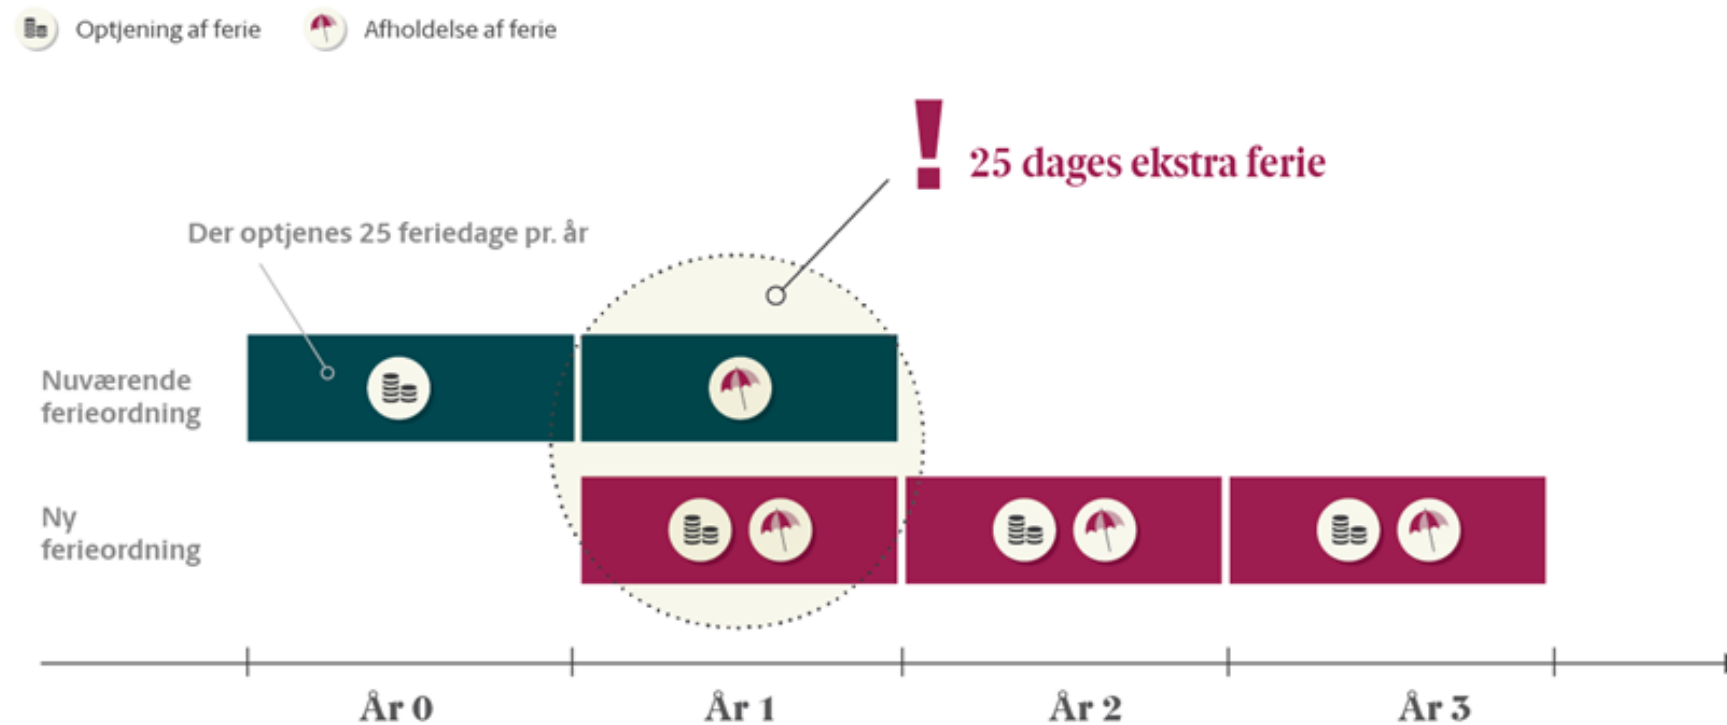 Optjening af ferie
Afholdelse af ferie
! 25 dages ekstra ferie
Der optjenes 25 feriedage pr. år
Nuværende
ferieordning
Ny
ferieordning
År 0
År 1
År 2
År 3